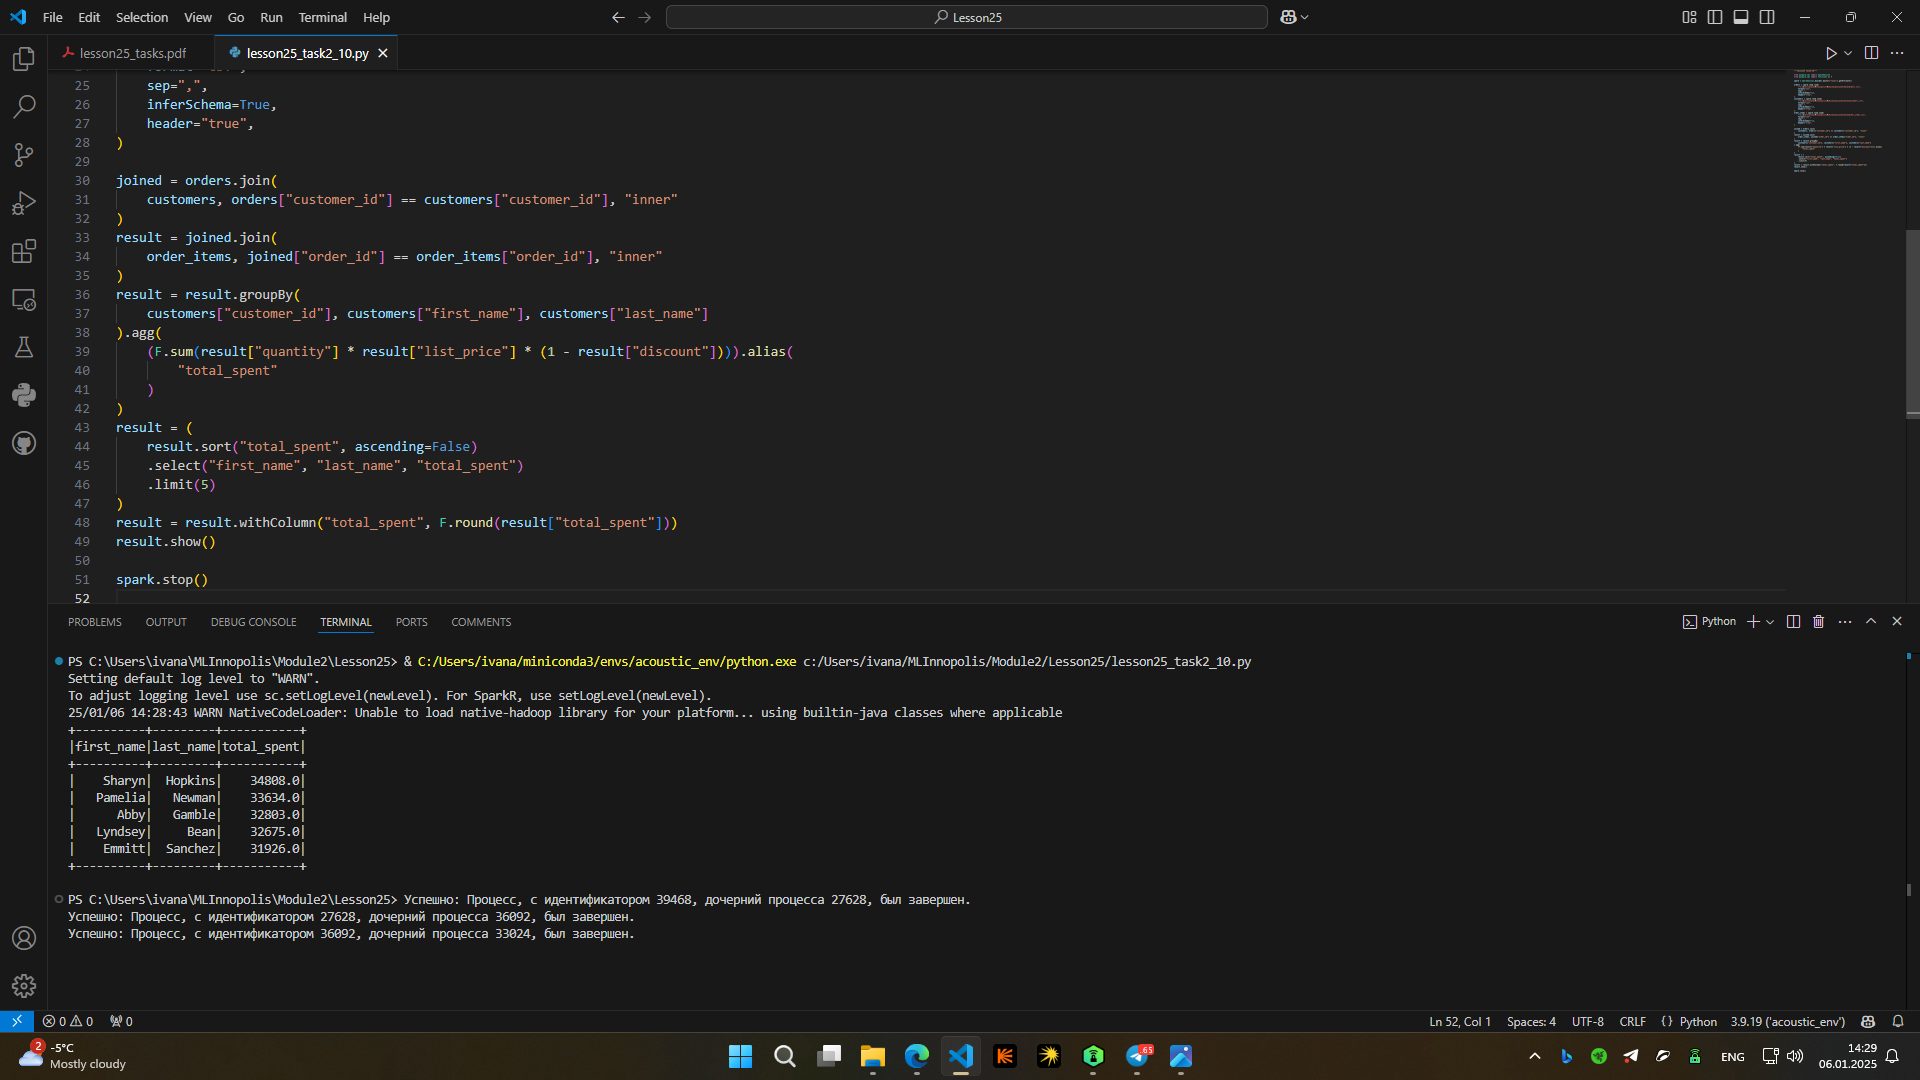 File Edit Selection View Go Run Terminal Help
Lesson25
lesson25_tasks.pdf
lesson25_task2_10.py
25 sep=",",
26 inferSchema=True,
27 header="true",
28 )
29
30 joined = orders.join(
31 customers, orders["customer_id"] == customers["customer_id"], "inner"
32 )
33 result = joined.join(
34 order_items, joined["order_id"] == order_items["order_id"], "inner"
35 )
36 result = result.groupBy(
37 customers["customer_id"], customers["first_name"], customers["last_name"]
38 ).agg(
39 (F.sum(result["quantity"] * result["list_price"] * (1 - result["discount"]))).alias(
40 "total_spent"
41 )
42 )
43 result = (
44 result.sort("total_spent", ascending=False)
45 .select("first_name", "last_name", "total_spent")
46 .limit(5)
47 )
48 result = result.withColumn("total_spent", F.round(result["total_spent"]))
49 result.show()
50
51 spark.stop()
52
PROBLEMS OUTPUT DEBUG CONSOLE TERMINAL PORTS COMMENTS
Python
PS C:\Users\ivana\MLInnopolis\Module2\Lesson25> & C:/Users/ivana/miniconda3/envs/acoustic_env/python.exe c:/Users/ivana/MLInnopolis/Module2/Lesson25/lesson25_task2_10.py
Setting default log level to "WARN".
To adjust logging level use sc.setLogLevel(newLevel). For SparkR, use setLogLevel(newLevel).
25/01/06 14:28:43 WARN NativeCodeLoader: Unable to load native-hadoop library for your platform... using builtin-java classes where applicable
+----------+---------+-----------+
|first_name|last_name|total_spent|
+----------+---------+-----------+
|    Sharyn|  Hopkins|    34808.0|
|   Pamelia|   Newman|    33634.0|
|      Abby|   Gamble|    32803.0|
|   Lyndsey|     Bean|    32675.0|
|    Emmitt|  Sanchez|    31926.0|
+----------+---------+-----------+
PS C:\Users\ivana\MLInnopolis\Module2\Lesson25> Успешно: Процесс, с идентификатором 39468, дочерний процесса 27628, был завершен.
Успешно: Процесс, с идентификатором 27628, дочерний процесса 36092, был завершен.
Успешно: Процесс, с идентификатором 36092, дочерний процесса 33024, был завершен.
0 0 0
Ln 52, Col 1 Spaces: 4 UTF-8 CRLF {} Python 3.9.19 ('acoustic_env')
2
-5°C
Mostly cloudy
65
ENG
14:29
06.01.2025